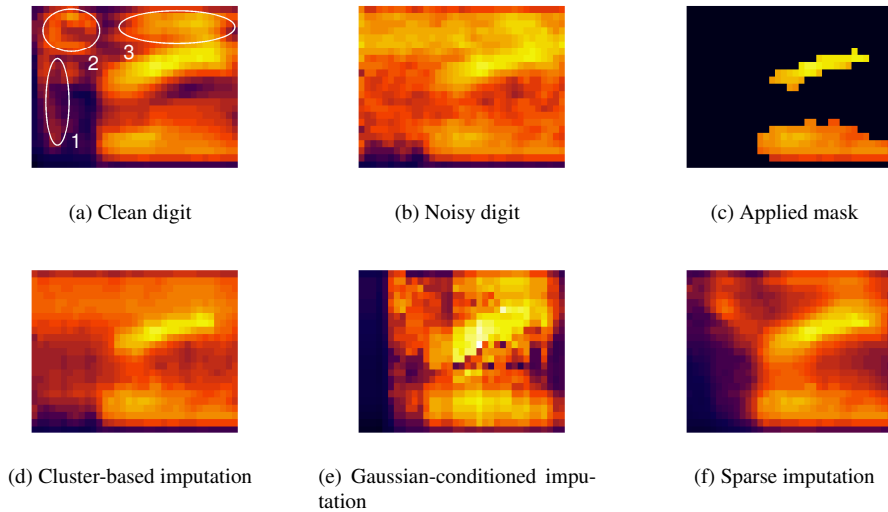 3
2
1
(a) Clean digit
(b) Noisy digit
(c) Applied mask
(d) Cluster-based imputation
(e) Gaussian-conditioned impu-
tation
(f) Sparse imputation